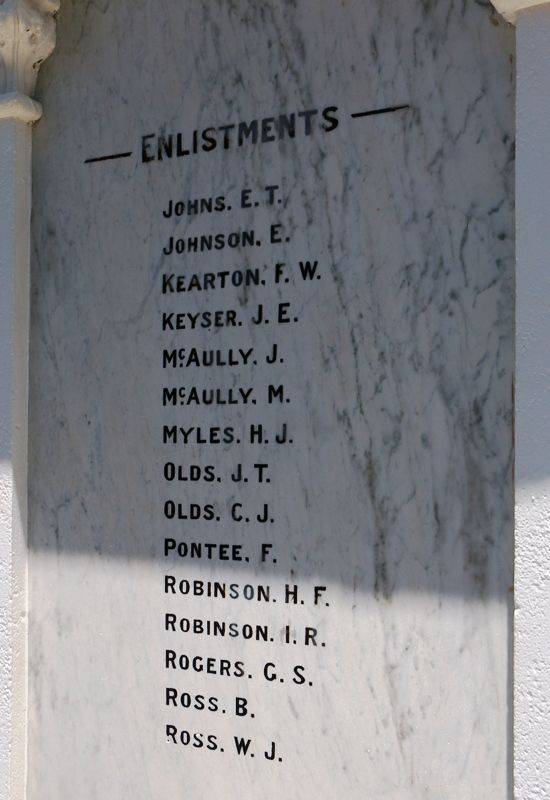 — ENLISTMENTS —
JOHNS. E. T.
JOHNSON. E.
KEARTON. F. W.
KEYSER. J. E.
McAULLY. J.
McAULLY. M.
MYLES. H. J.
OLDS. J. T.
OLDS. C. J.
PONTEE. F.
ROBINSON. H. F.
ROBINSON. I. R.
ROGERS. G. S.
ROSS. B.
ROSS. W. J.